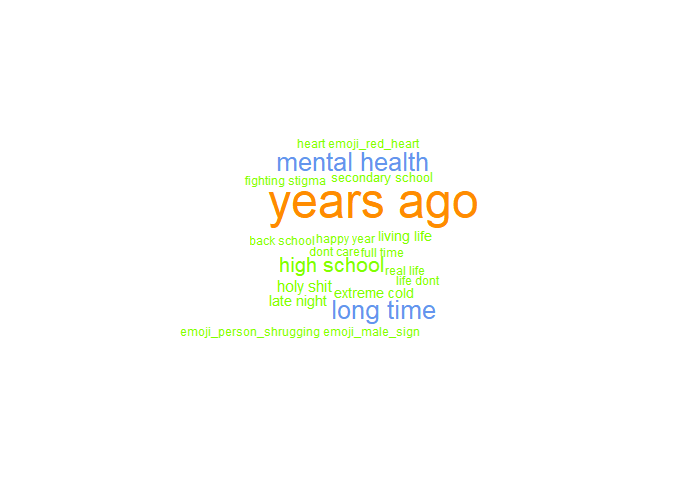 heart emoji_red_heart
mental health
fighting stigma
secondary school
years ago
back school
happy year
living life
dont care
full time
high school
real life
life dont
holy shit
extreme cold
late night
long time
emoji_person_shrugging emoji_male_sign